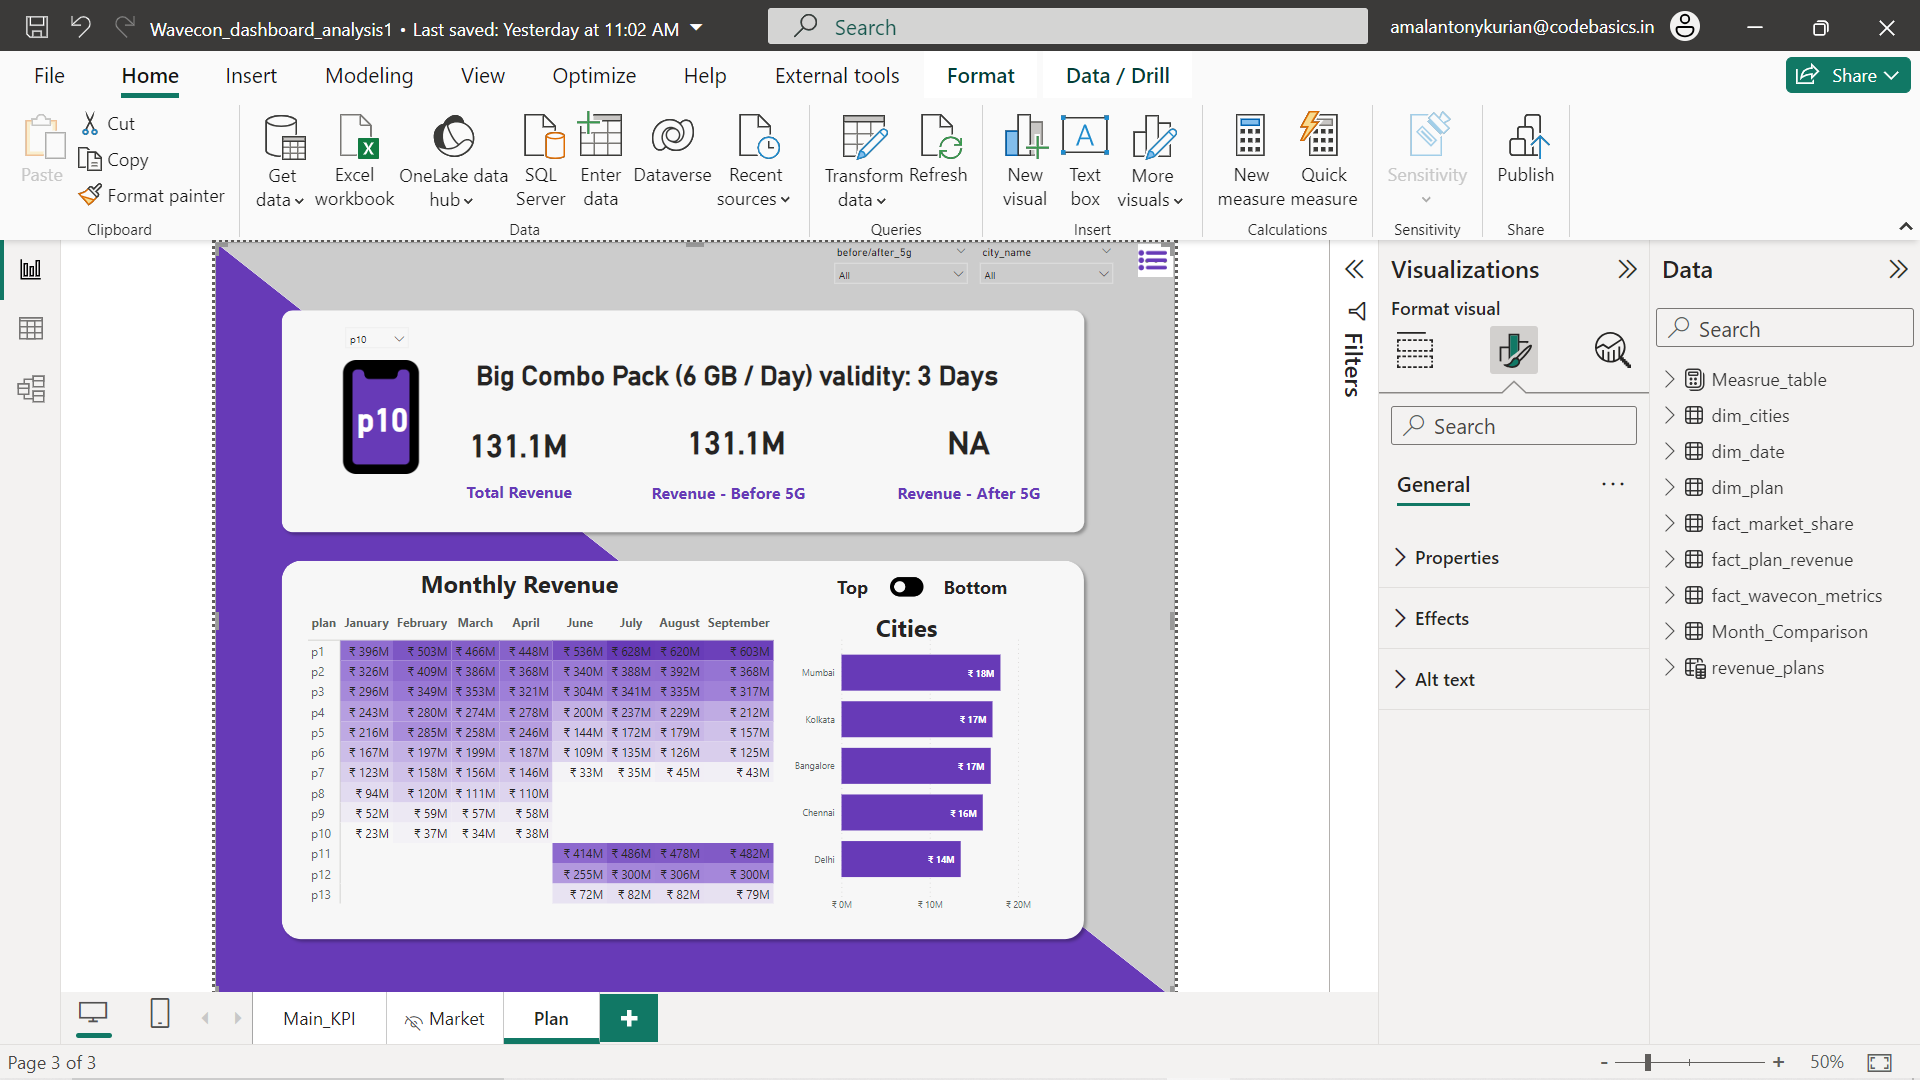 Wavecon_dashboard_analysis1 • Last saved: Yesterday at 11:02 AM
Search
amalantonykurian@codebasics.in
File Home Insert Modeling View Optimize Help External tools Format Data / Drill
Share
Paste
Cut
Copy
Format painter
Clipboard
Get data
Excel workbook
OneLake data hub
SQL Server
Enter data
Dataverse
Recent sources
Data
Transform data
Refresh
Queries
New visual
Text box
More visuals
Insert
New measure
Quick measure
Calculations
Sensitivity
Sensitivity
Publish
Share
before/after_5g
All
city_name
All
p10
p10
Big Combo Pack (6 GB / Day) validity: 3 Days
131.1M 131.1M NA
Total Revenue Revenue - Before 5G Revenue - After 5G
Monthly Revenue
plan January February March April June July August September
p1 ₹ 396M ₹ 503M ₹ 466M ₹ 448M ₹ 536M ₹ 628M ₹ 620M ₹ 603M
p2 ₹ 326M ₹ 409M ₹ 386M ₹ 368M ₹ 340M ₹ 388M ₹ 392M ₹ 368M
p3 ₹ 296M ₹ 349M ₹ 353M ₹ 321M ₹ 304M ₹ 341M ₹ 335M ₹ 317M
p4 ₹ 243M ₹ 280M ₹ 274M ₹ 278M ₹ 200M ₹ 237M ₹ 229M ₹ 212M
p5 ₹ 216M ₹ 285M ₹ 258M ₹ 246M ₹ 144M ₹ 172M ₹ 179M ₹ 157M
p6 ₹ 167M ₹ 197M ₹ 199M ₹ 187M ₹ 109M ₹ 135M ₹ 126M ₹ 125M
p7 ₹ 123M ₹ 158M ₹ 156M ₹ 146M ₹ 33M ₹ 35M ₹ 45M ₹ 43M
p8 ₹ 94M ₹ 120M ₹ 111M ₹ 110M
p9 ₹ 52M ₹ 59M ₹ 57M ₹ 58M
p10 ₹ 23M ₹ 37M ₹ 34M ₹ 38M
p11 ₹ 414M ₹ 486M ₹ 478M ₹ 482M
p12 ₹ 255M ₹ 300M ₹ 306M ₹ 300M
p13 ₹ 72M ₹ 82M ₹ 82M ₹ 79M
Top Bottom
Cities
Mumbai ₹ 18M
Kolkata ₹ 17M
Bangalore ₹ 17M
Chennai ₹ 16M
Delhi ₹ 14M
₹ 0M ₹ 10M ₹ 20M
Filters
Visualizations
Format visual
Search
General ...
Properties
Effects
Alt text
Data
Search
Measrue_table
dim_cities
dim_date
dim_plan
fact_market_share
fact_plan_revenue
fact_wavecon_metrics
Month_Comparison
revenue_plans
Main_KPI Market Plan +
Page 3 of 3
- + 50%